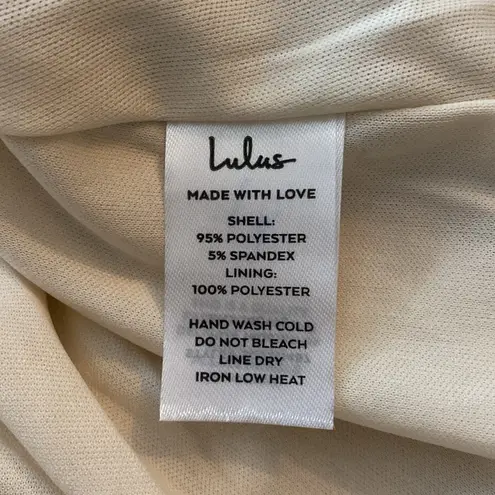 Lulus
MADE WITH LOVE
SHELL:
95% POLYESTER
5% SPANDEX
LINING:
100% POLYESTER
HAND WASH COLD
DO NOT BLEACH
LINE DRY
IRON LOW HEAT